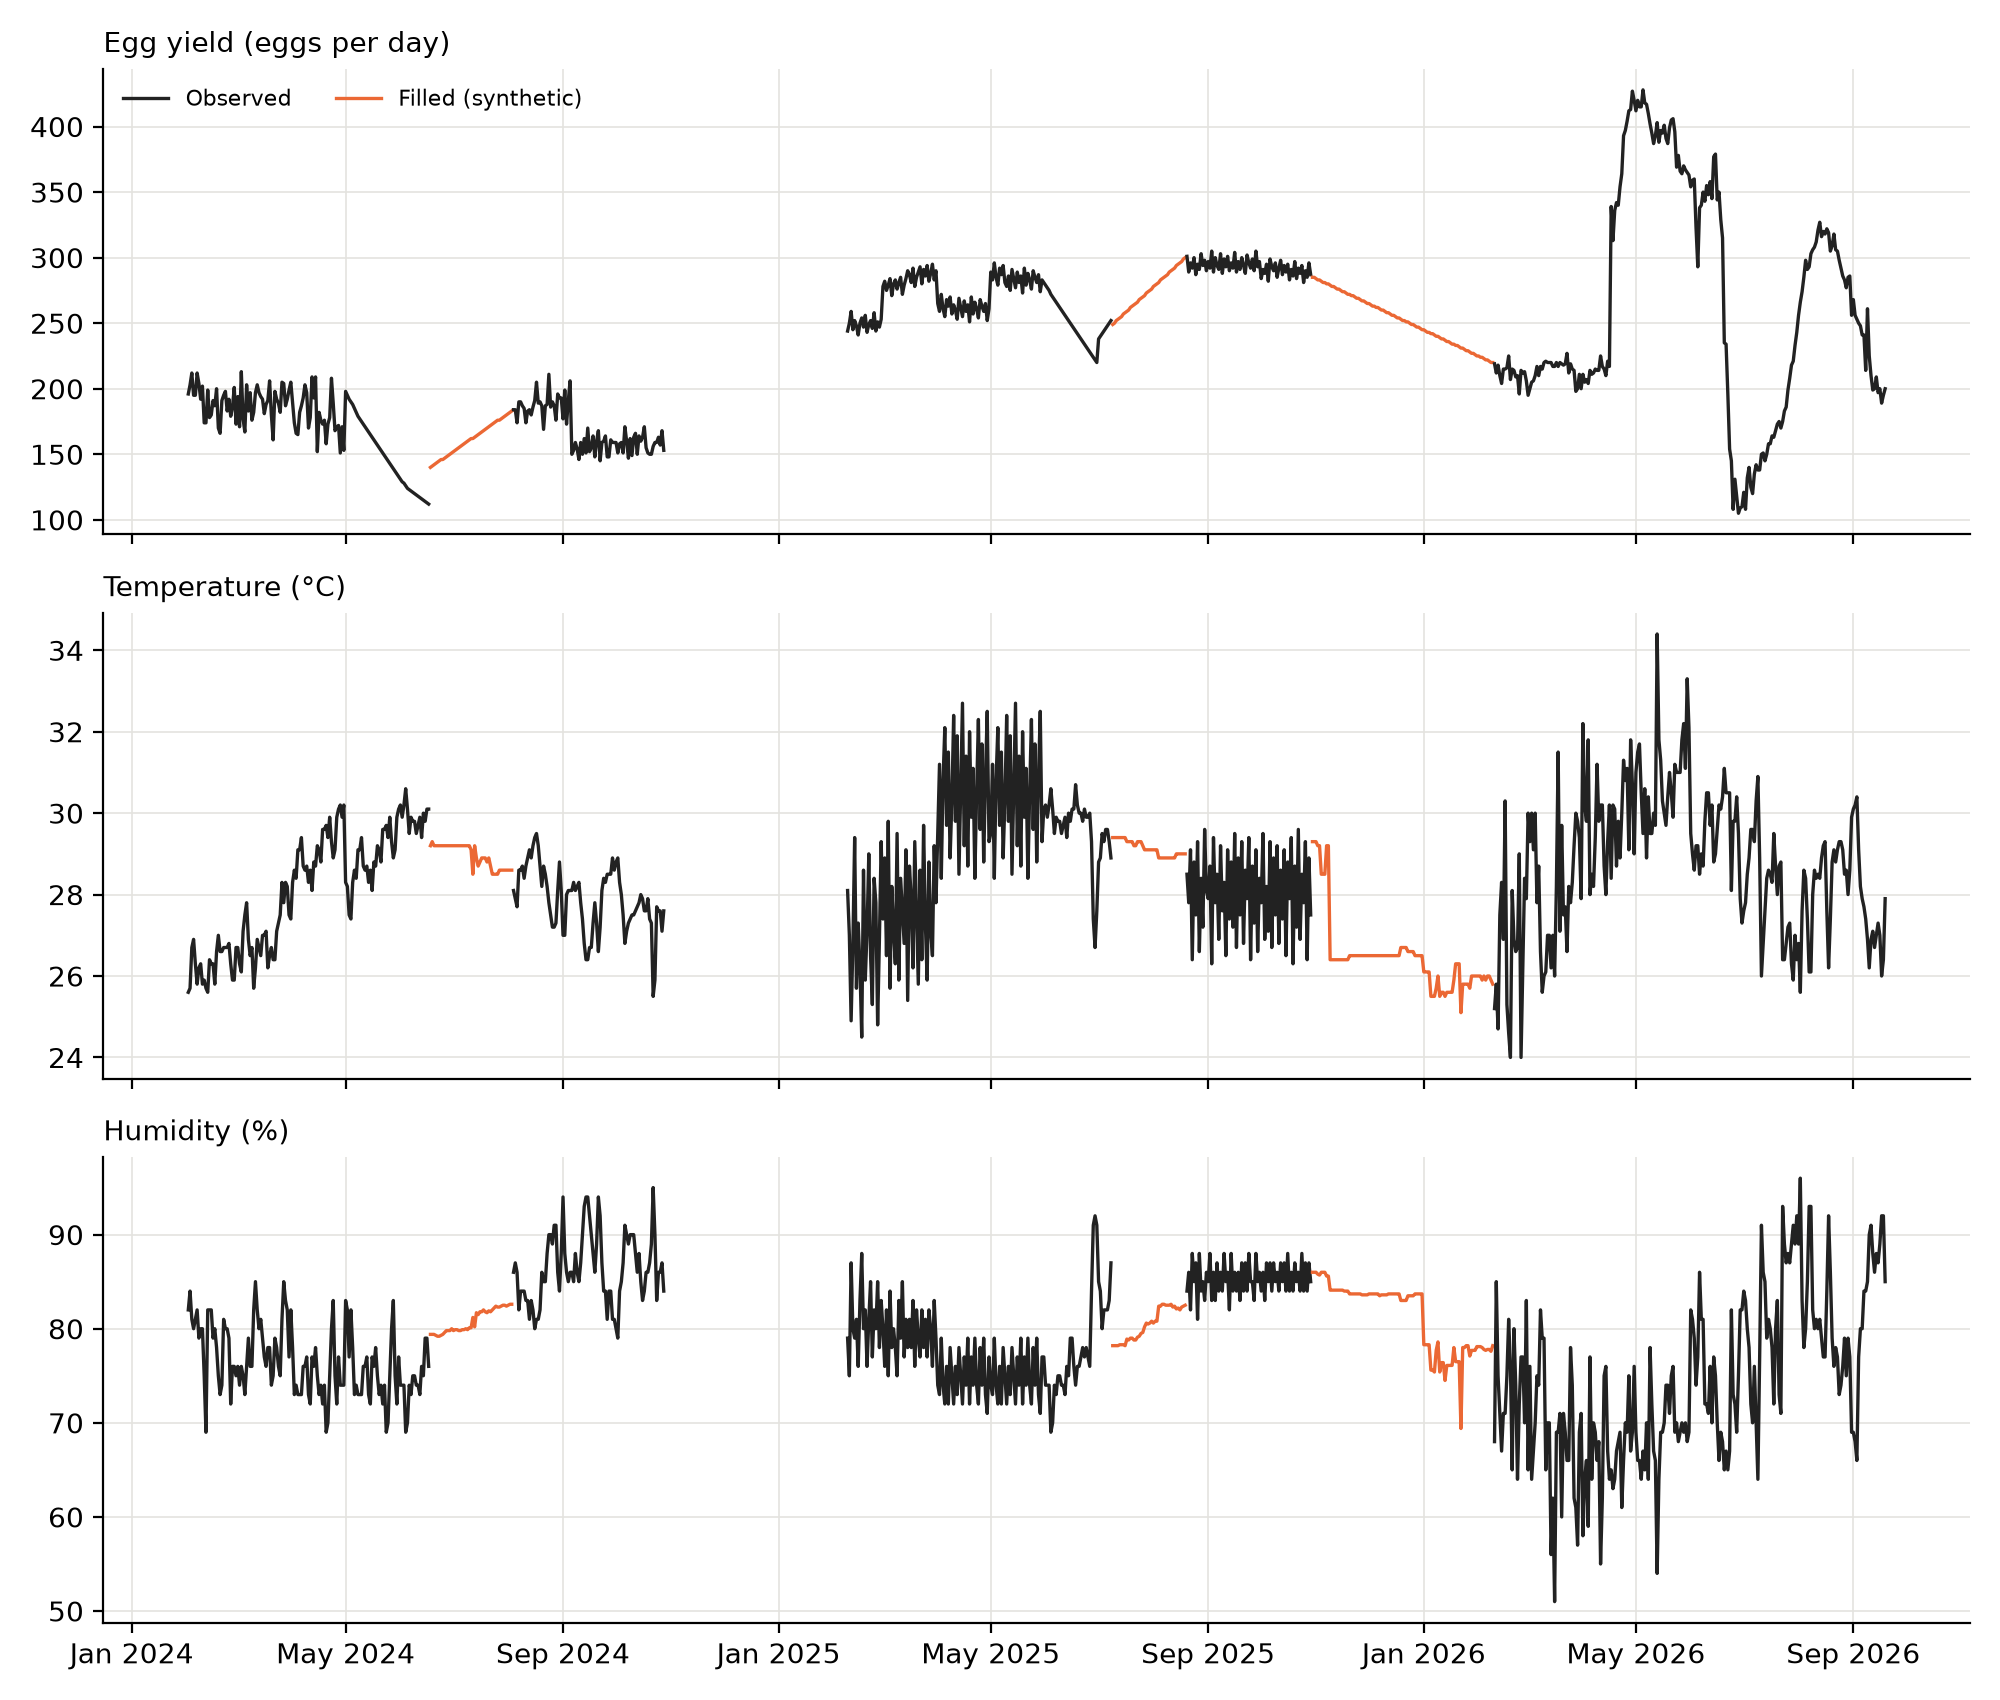 Egg yield (eggs per day)
Observed
Filled (synthetic)
400
350
300
250
200
150
100
Temperature (°C)
34
32
30
28
26
24
Humidity (%)
90
80
70
60
50
Jan 2024
May 2024
Sep 2024
Jan 2025
May 2025
Sep 2025
Jan 2026
May 2026
Sep 2026